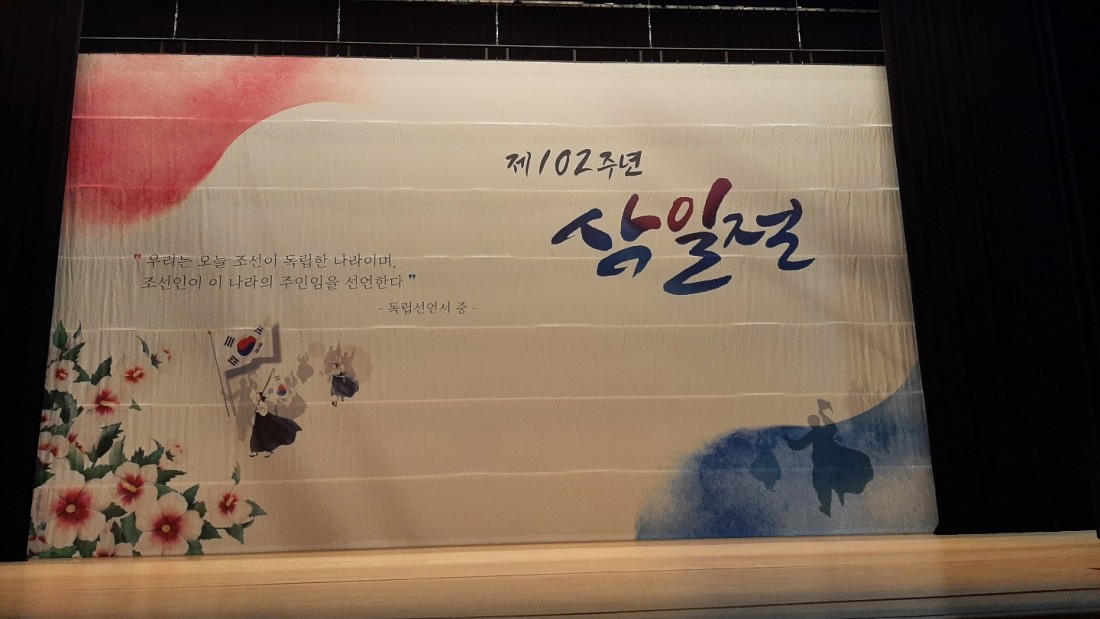 제102주년
삼일절
" 우리는 오늘 조선이 독립한 나라이며,
조선인이 이 나라의 주인임을 선언한다 "
- 독립선언서 중 -